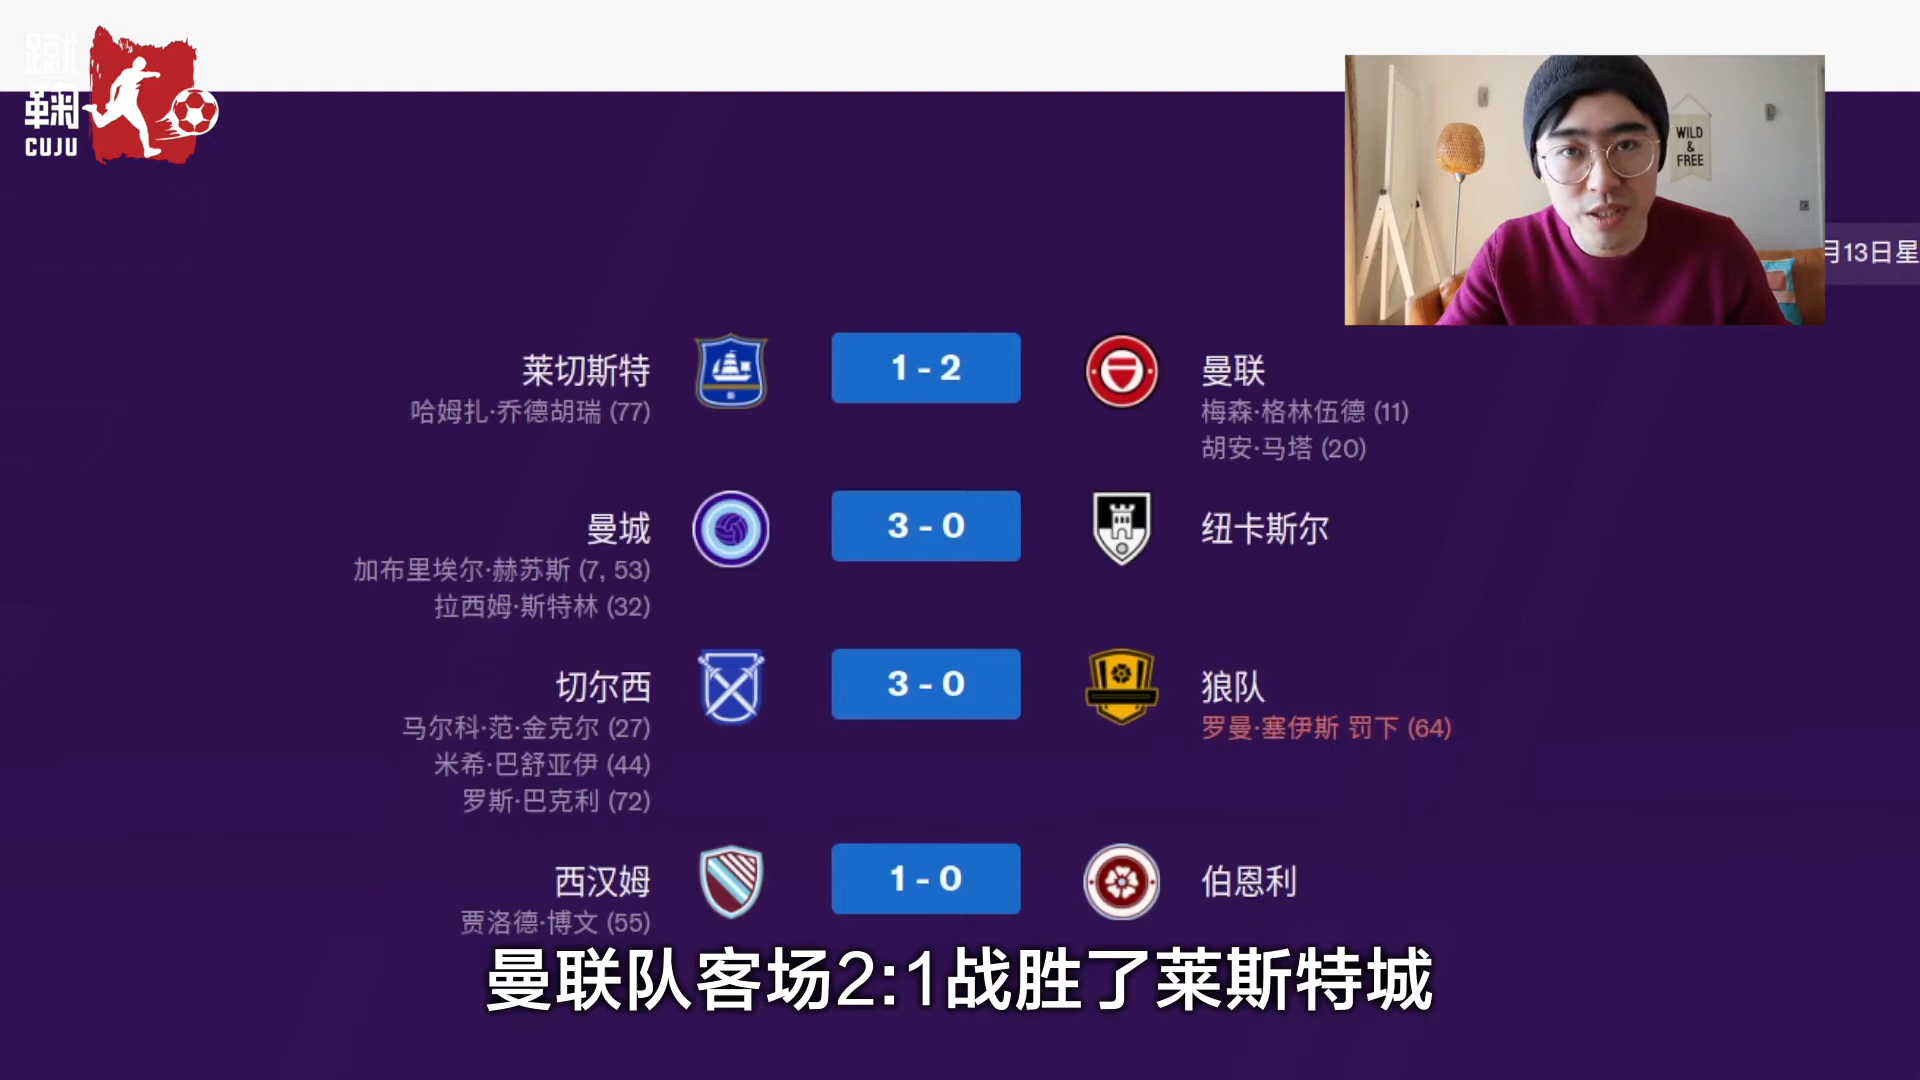 蹴
鞠
CUJU
WILD
&
FREE
月13日星
莱切斯特
1 - 2
曼联
哈姆扎·乔德胡瑞 (77)
梅森·格林伍德 (11)
胡安·马塔 (20)
曼城
3 - 0
纽卡斯尔
加布里埃尔·赫苏斯 (7, 53)
拉西姆·斯特林 (32)
切尔西
3 - 0
狼队
马尔科·范·金克尔 (27)
罗曼·塞伊斯 罚下 (64)
米希·巴舒亚伊 (44)
罗斯·巴克利 (72)
西汉姆
1 - 0
伯恩利
贾洛德·博文 (55)
曼联队客场2:1战胜了莱斯特城